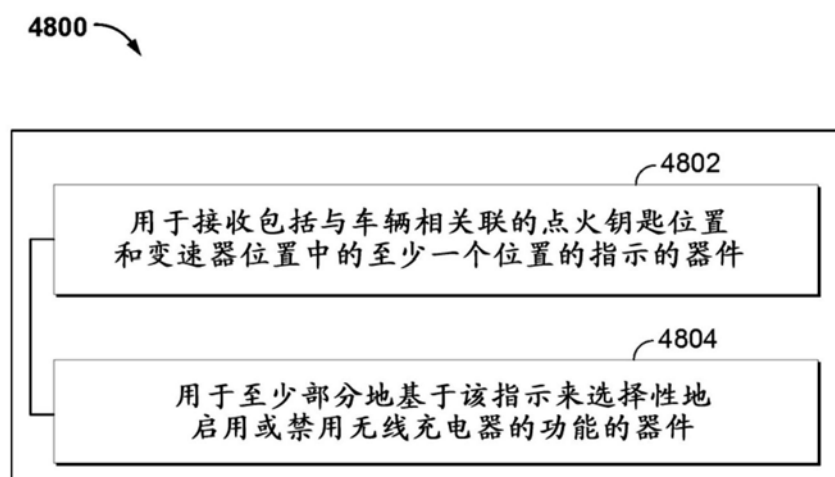 4800
4802
用于接收包括与车辆相关联的点火钥匙位置
和变速器位置中的至少一个位置的指示的器件
4804
用于至少部分地基于该指示来选择性地
启用或禁用无线充电器的功能的器件